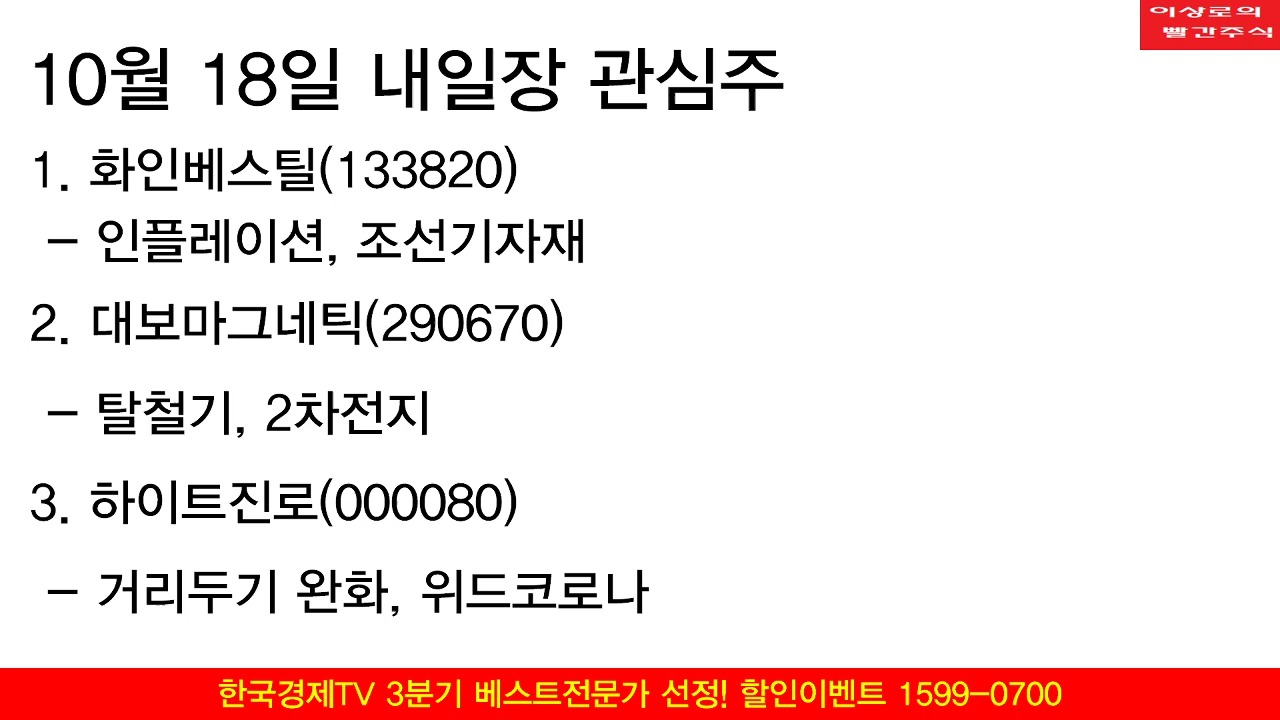 이상로의
빨간주식
10월 18일 내일장 관심주
1. 화인베스틸(133820)
- 인플레이션, 조선기자재
2. 대보마그네틱(290670)
- 탈철기, 2차전지
3. 하이트진로(000080)
- 거리두기 완화, 위드코로나
한국경제TV 3분기 베스트전문가 선정! 할인이벤트 1599-0700